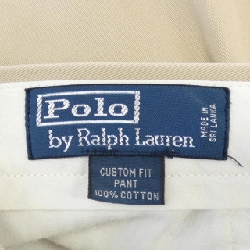 Polo
by Ralph Lauren
MADE IN
SRI LANKA
CUSTOM FIT
PANT
100% COTTON